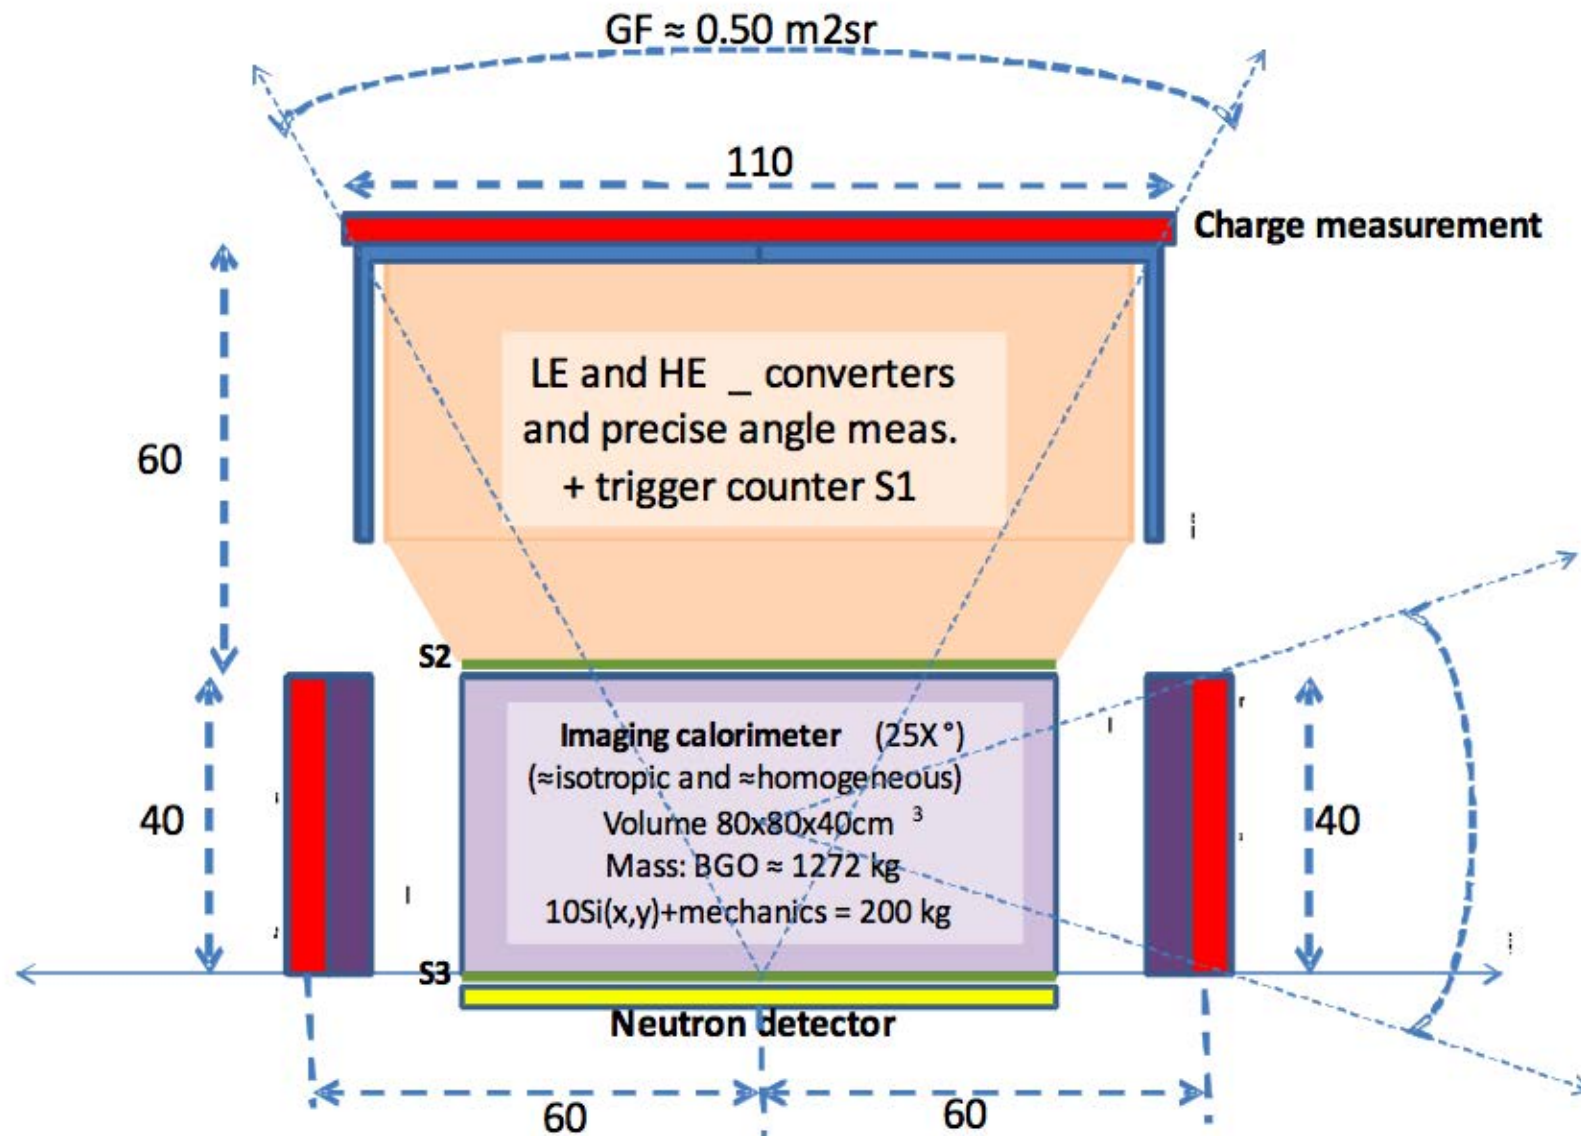 GF ≈ 0.50 m2sr
110
Charge measurement
LE and HE _ converters
and precise angle meas.
+ trigger counter S1
60
S2
Imaging calorimeter (25X°)
(≈isotropic and ≈homogeneous)
Volume 80x80x40cm 3
Mass: BGO ≈ 1272 kg
10Si(x,y)+mechanics = 200 kg
40
40
S3
Neutron detector
60
60